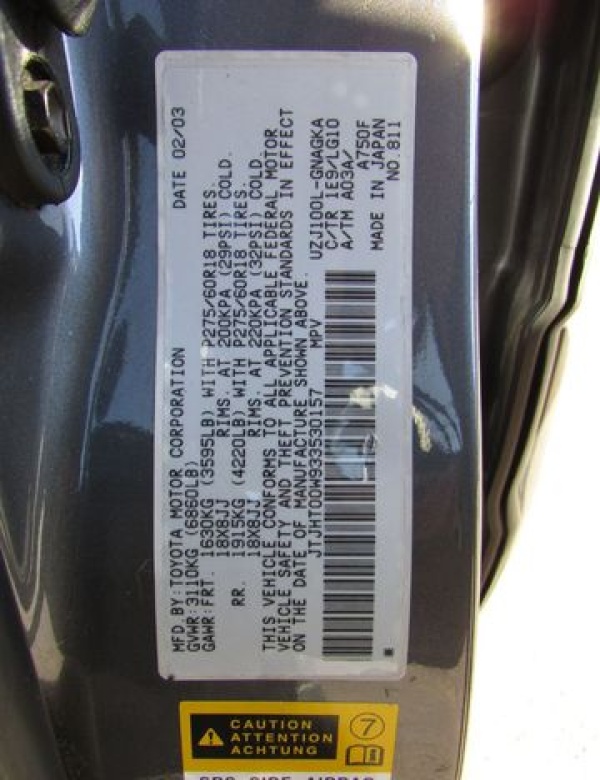 MFD.BY:TOYOTA MOTOR CORPORATION DATE 02/03
GVWR:3110KG (6860LB)
GAWR:FRT. 1630KG (3595LB) WITH P275/60R18 TIRES.
18X8JJ RIMS. AT 200KPA (29PSI) COLD.
RR. 1915KG (4220LB) WITH P275/60R18 TIRES.
18X8JJ RIMS. AT 220KPA (32PSI) COLD.
THIS VEHICLE CONFORMS TO ALL APPLICABLE FEDERAL MOTOR
VEHICLE SAFETY AND THEFT PREVENTION STANDARDS IN EFFECT
ON THE DATE OF MANUFACTURE SHOWN ABOVE.
JTJHT00W933530157 MPV
UZJ100L-GNAGKA
C/TR 1E9/LG10
A/TM A03A/ A750F
MADE IN JAPAN
NO.811
CAUTION
ATTENTION
ACHTUNG
7
SRS SIDE AIRBAG